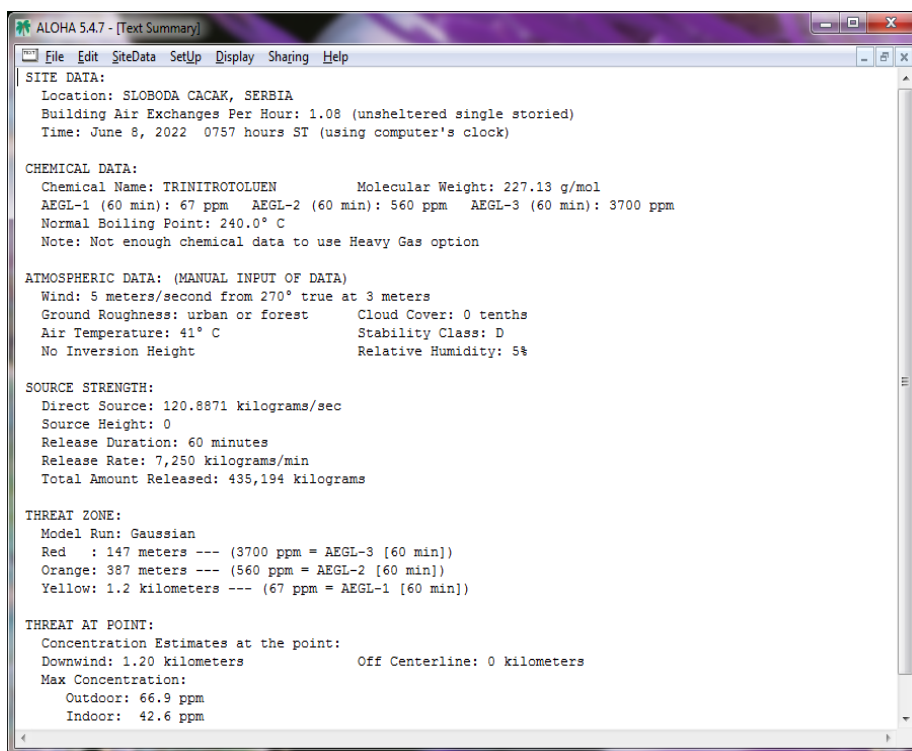 ALOHA 5.4.7 - [Text Summary]
File Edit SiteData SetUp Display Sharing Help
SITE DATA:
Location: SLOBODA CACAK, SERBIA
Building Air Exchanges Per Hour: 1.08 (unsheltered single storied)
Time: June 8, 2022 0757 hours ST (using computer's clock)
CHEMICAL DATA:
Chemical Name: TRINITROTOLUEN Molecular Weight: 227.13 g/mol
AEGL-1 (60 min): 67 ppm AEGL-2 (60 min): 560 ppm AEGL-3 (60 min): 3700 ppm
Normal Boiling Point: 240.0° C
Note: Not enough chemical data to use Heavy Gas option
ATMOSPHERIC DATA: (MANUAL INPUT OF DATA)
Wind: 5 meters/second from 270° true at 3 meters
Ground Roughness: urban or forest Cloud Cover: 0 tenths
Air Temperature: 41° C Stability Class: D
No Inversion Height Relative Humidity: 5%
SOURCE STRENGTH:
Direct Source: 120.8871 kilograms/sec
Source Height: 0
Release Duration: 60 minutes
Release Rate: 7,250 kilograms/min
Total Amount Released: 435,194 kilograms
THREAT ZONE:
Model Run: Gaussian
Red : 147 meters --- (3700 ppm = AEGL-3 [60 min])
Orange: 387 meters --- (560 ppm = AEGL-2 [60 min])
Yellow: 1.2 kilometers --- (67 ppm = AEGL-1 [60 min])
THREAT AT POINT:
Concentration Estimates at the point:
Downwind: 1.20 kilometers Off Centerline: 0 kilometers
Max Concentration:
Outdoor: 66.9 ppm
Indoor: 42.6 ppm